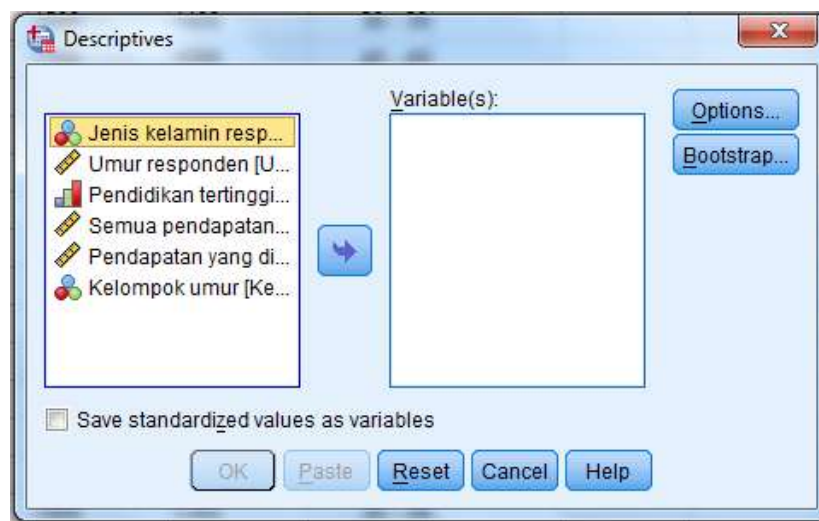 Descriptives
Variable(s):
Jenis kelamin resp...
Umur responden [U...
Pendidikan tertinggi...
Semua pendapatan...
Pendapatan yang di...
Kelompok umur [Ke...
Options...
Bootstrap...
Save standardized values as variables
OK Paste Reset Cancel Help